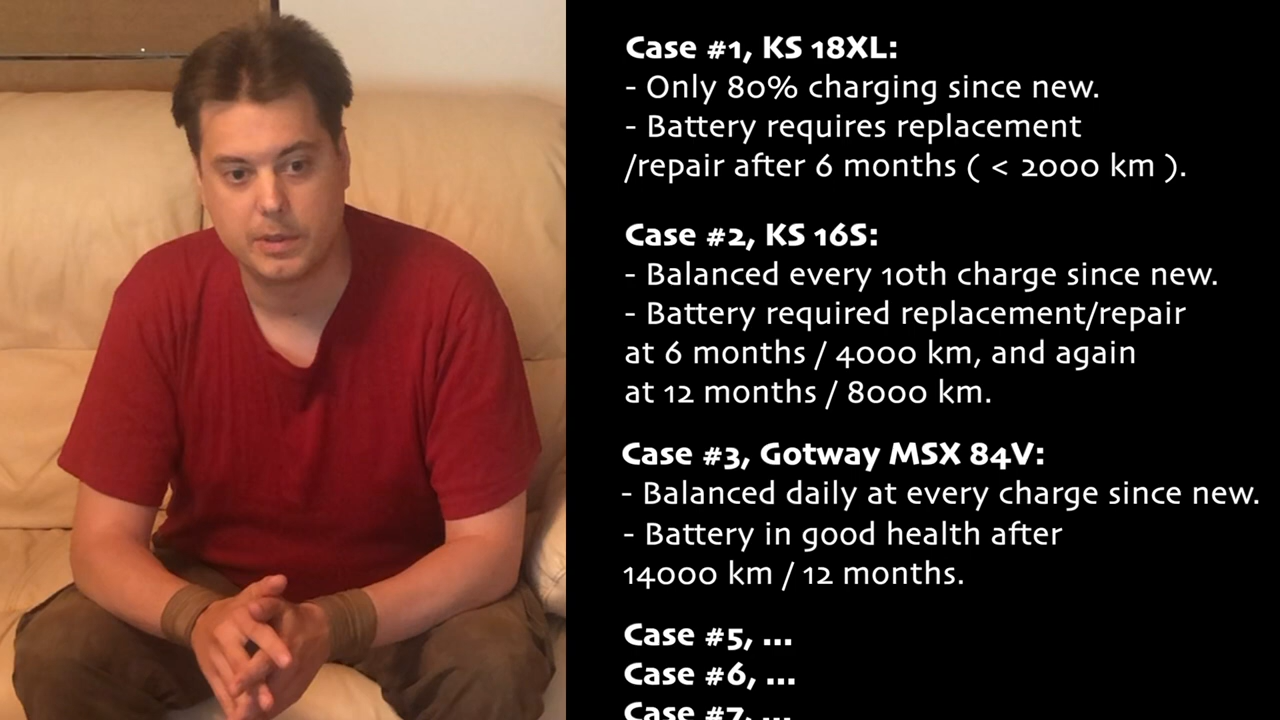 Case #1, KS 18XL:
- Only 80% charging since new.
- Battery requires replacement
/repair after 6 months ( < 2000 km ).
Case #2, KS 16S:
- Balanced every 10th charge since new.
- Battery required replacement/repair
at 6 months / 4000 km, and again
at 12 months / 8000 km.
Case #3, Gotway MSX 84V:
- Balanced daily at every charge since new.
- Battery in good health after
14000 km / 12 months.
Case #5, ...
Case #6, ...
Case #7, ...